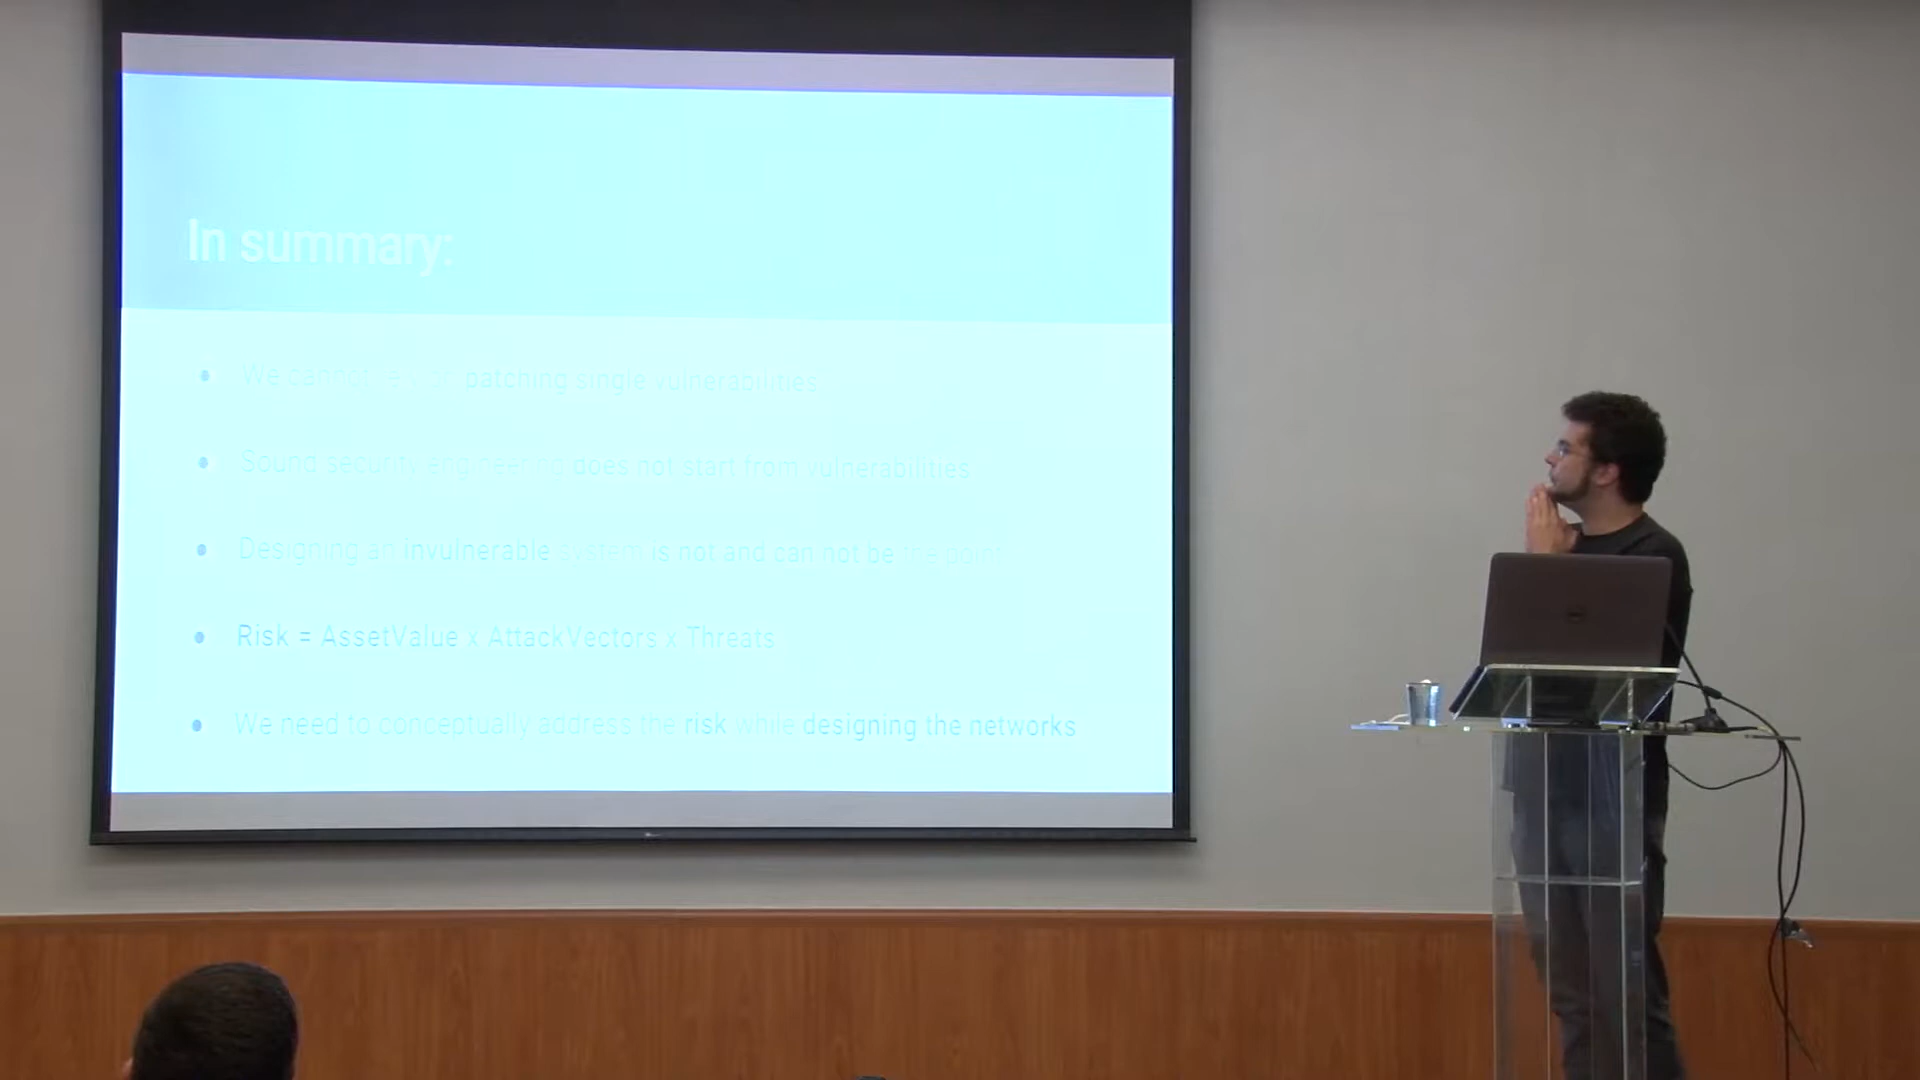 In summary:
We cannot rely on patching single vulnerabilities
Sound security engineering does not start from vulnerabilities
Designing an invulnerable system is not and can not be the point
Risk = AssetValue x AttackVectors x Threats
We need to conceptually address the risk while designing the networks